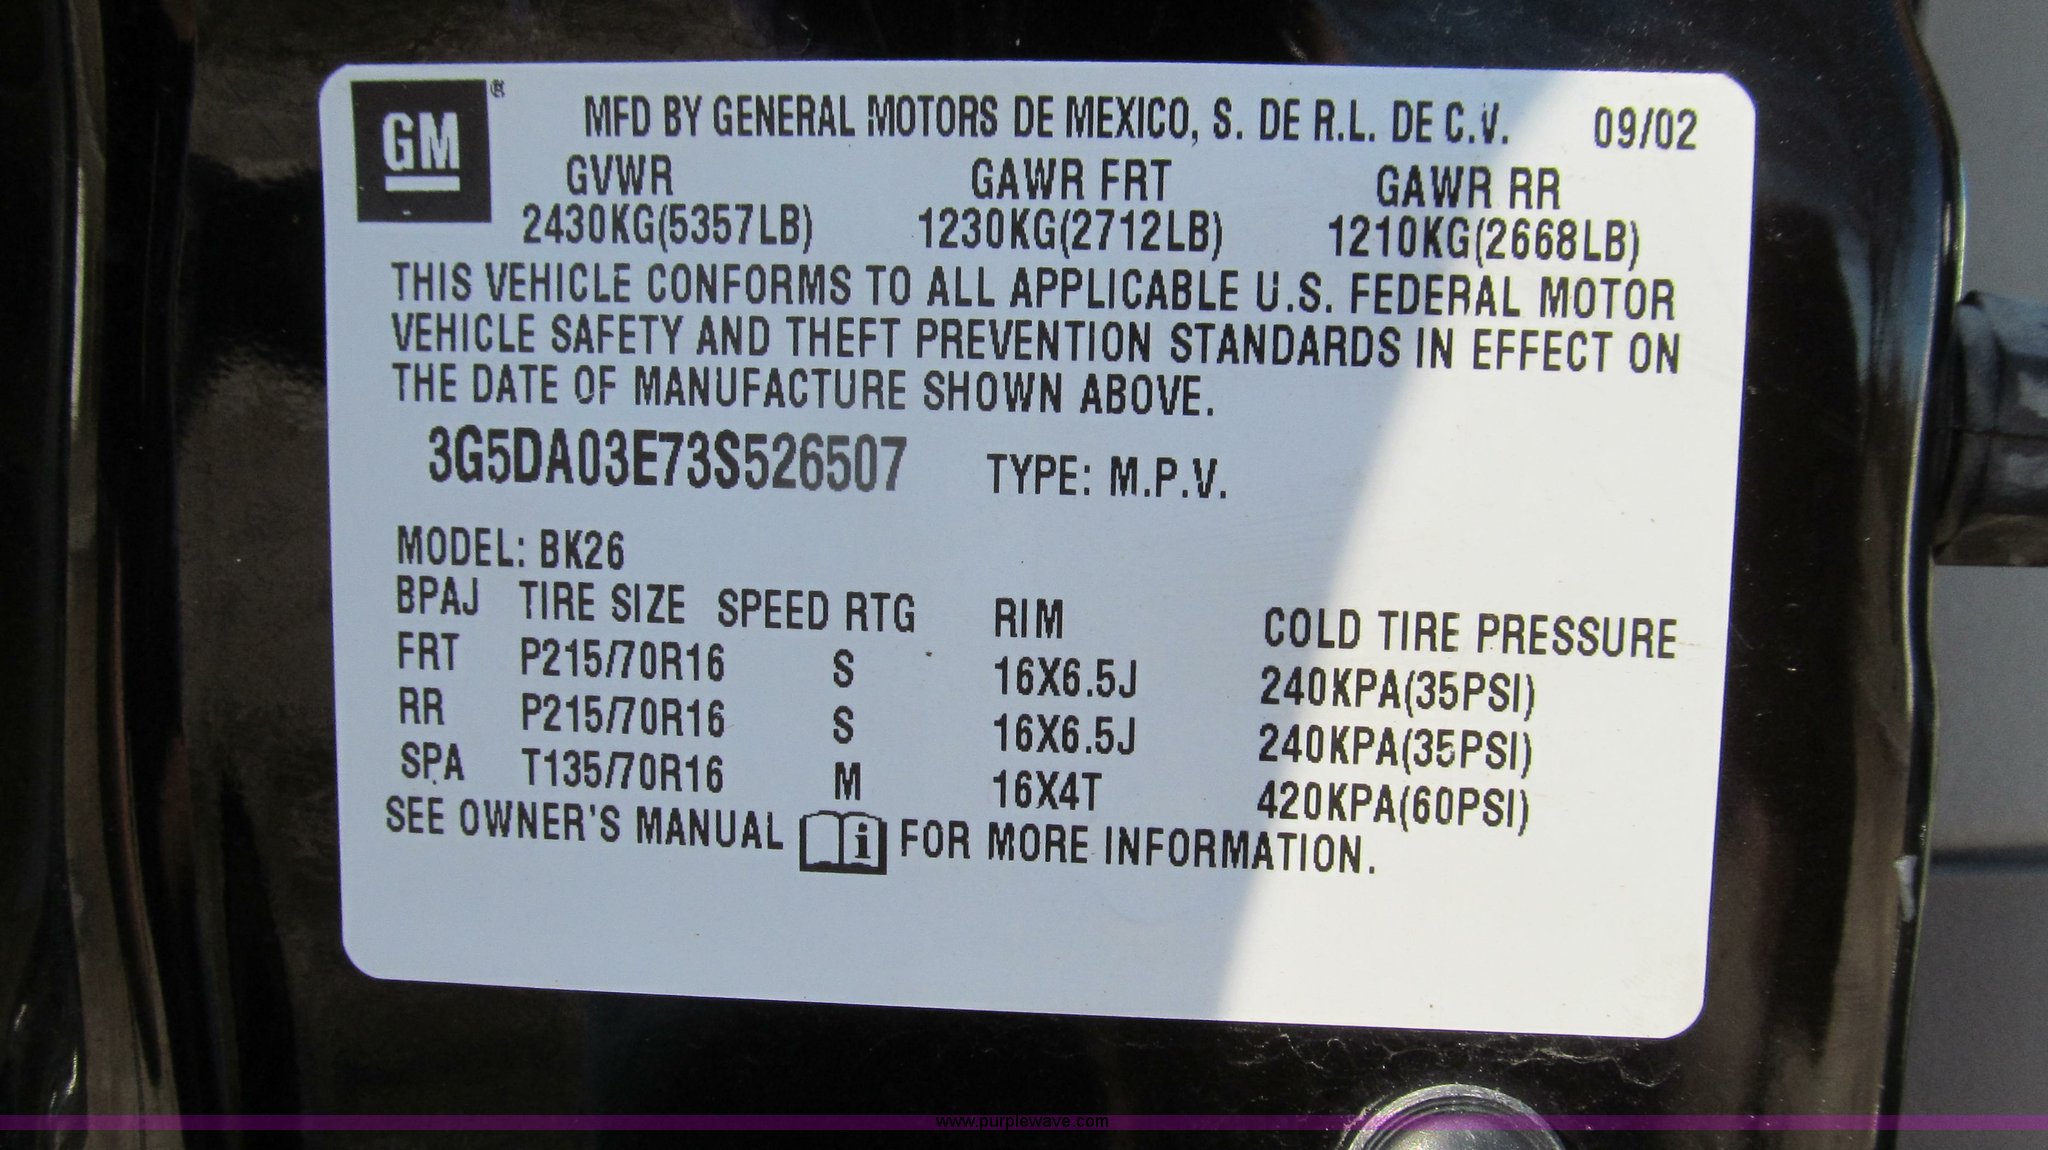 GM®
MFD BY GENERAL MOTORS DE MEXICO, S. DE R.L. DE C.V. 09/02
GVWR GAWR FRT GAWR RR
2430KG(5357LB) 1230KG(2712LB) 1210KG(2668LB)
THIS VEHICLE CONFORMS TO ALL APPLICABLE U.S. FEDERAL MOTOR
VEHICLE SAFETY AND THEFT PREVENTION STANDARDS IN EFFECT ON
THE DATE OF MANUFACTURE SHOWN ABOVE.
3G5DA03E73S526507 TYPE: M.P.V.
MODEL: BK26
BPAJ TIRE SIZE SPEED RTG RIM COLD TIRE PRESSURE
FRT P215/70R16 S 16X6.5J 240KPA(35PSI)
RR P215/70R16 S 16X6.5J 240KPA(35PSI)
SPA T135/70R16 M 16X4T 420KPA(60PSI)
SEE OWNER'S MANUAL i FOR MORE INFORMATION.
www.purplewave.com